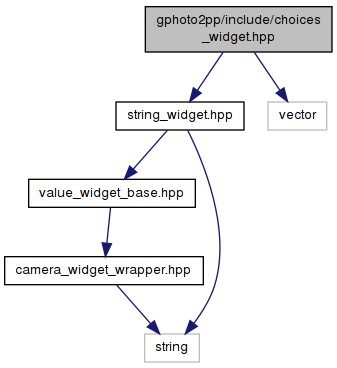 gphoto2pp/include/choices
_widget.hpp
string_widget.hpp
vector
value_widget_base.hpp
camera_widget_wrapper.hpp
string